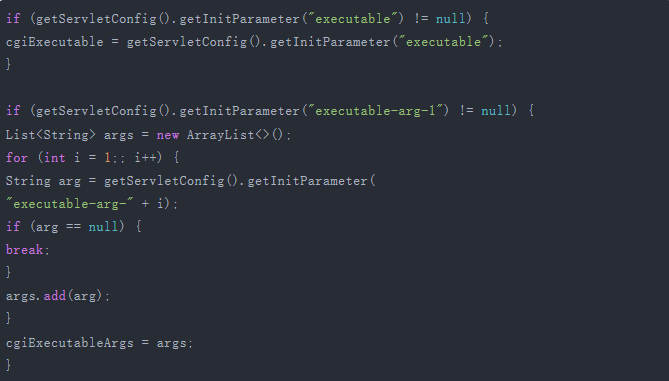 if (getServletConfig().getInitParameter("executable") != null) {
cgiExecutable = getServletConfig().getInitParameter("executable");
}

if (getServletConfig().getInitParameter("executable-arg-1") != null) {
List<String> args = new ArrayList<>();
for (int i = 1;; i++) {
String arg = getServletConfig().getInitParameter(
"executable-arg-" + i);
if (arg == null) {
break;
}
args.add(arg);
}
cgiExecutableArgs = args;
}